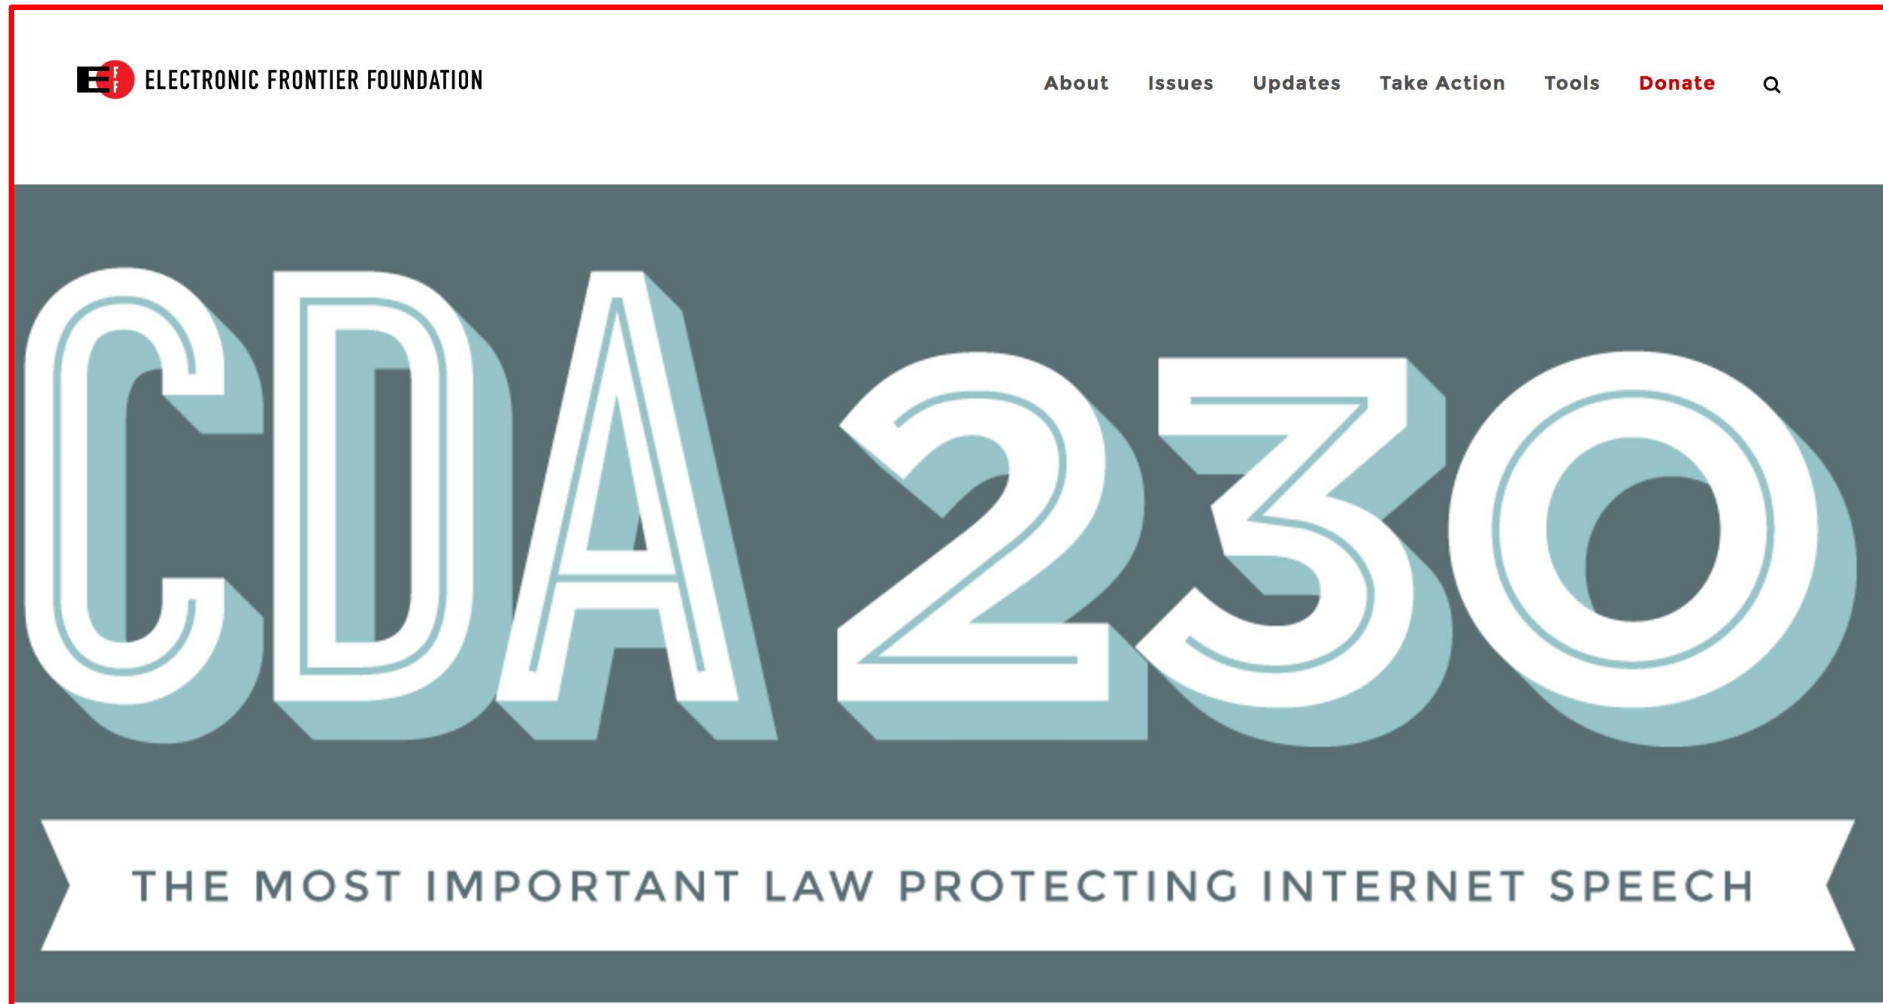 EFF ELECTRONIC FRONTIER FOUNDATION
About Issues Updates Take Action Tools Donate
CDA 230
THE MOST IMPORTANT LAW PROTECTING INTERNET SPEECH